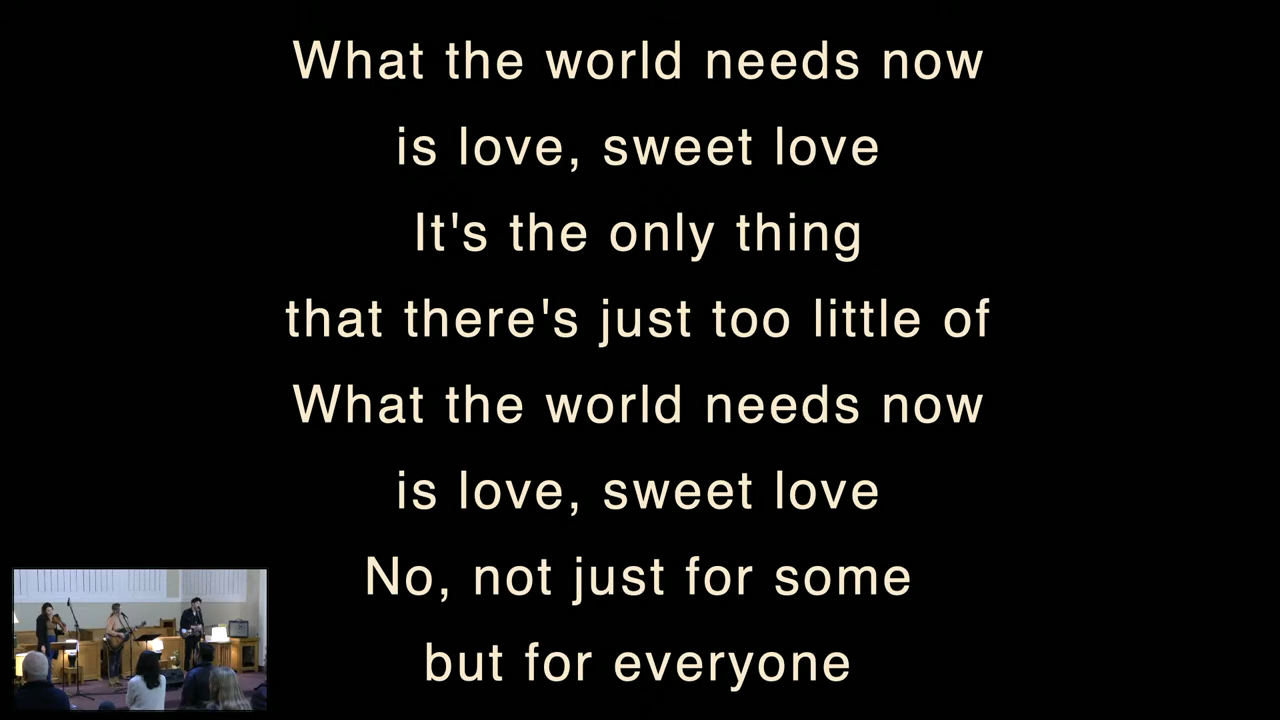 What the world needs now
is love, sweet love
It's the only thing
that there's just too little of
What the world needs now
is love, sweet love
No, not just for some
but for everyone